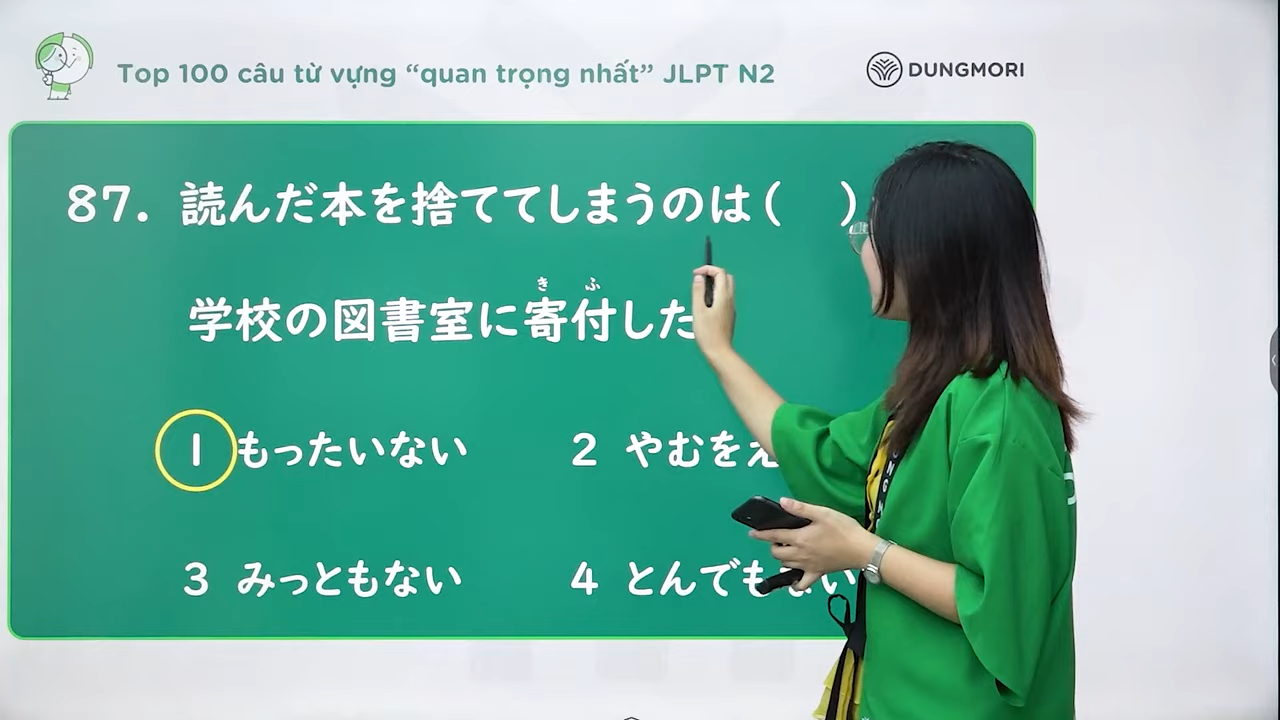 Top 100 câu từ vựng “quan trọng nhất” JLPT N2
DUNGMORI
87. 読んだ本を捨ててしまうのは( )
きふ
学校の図書室に寄付した
1 もったいない 2 やむをえ
3 みっともない 4 とんでもない